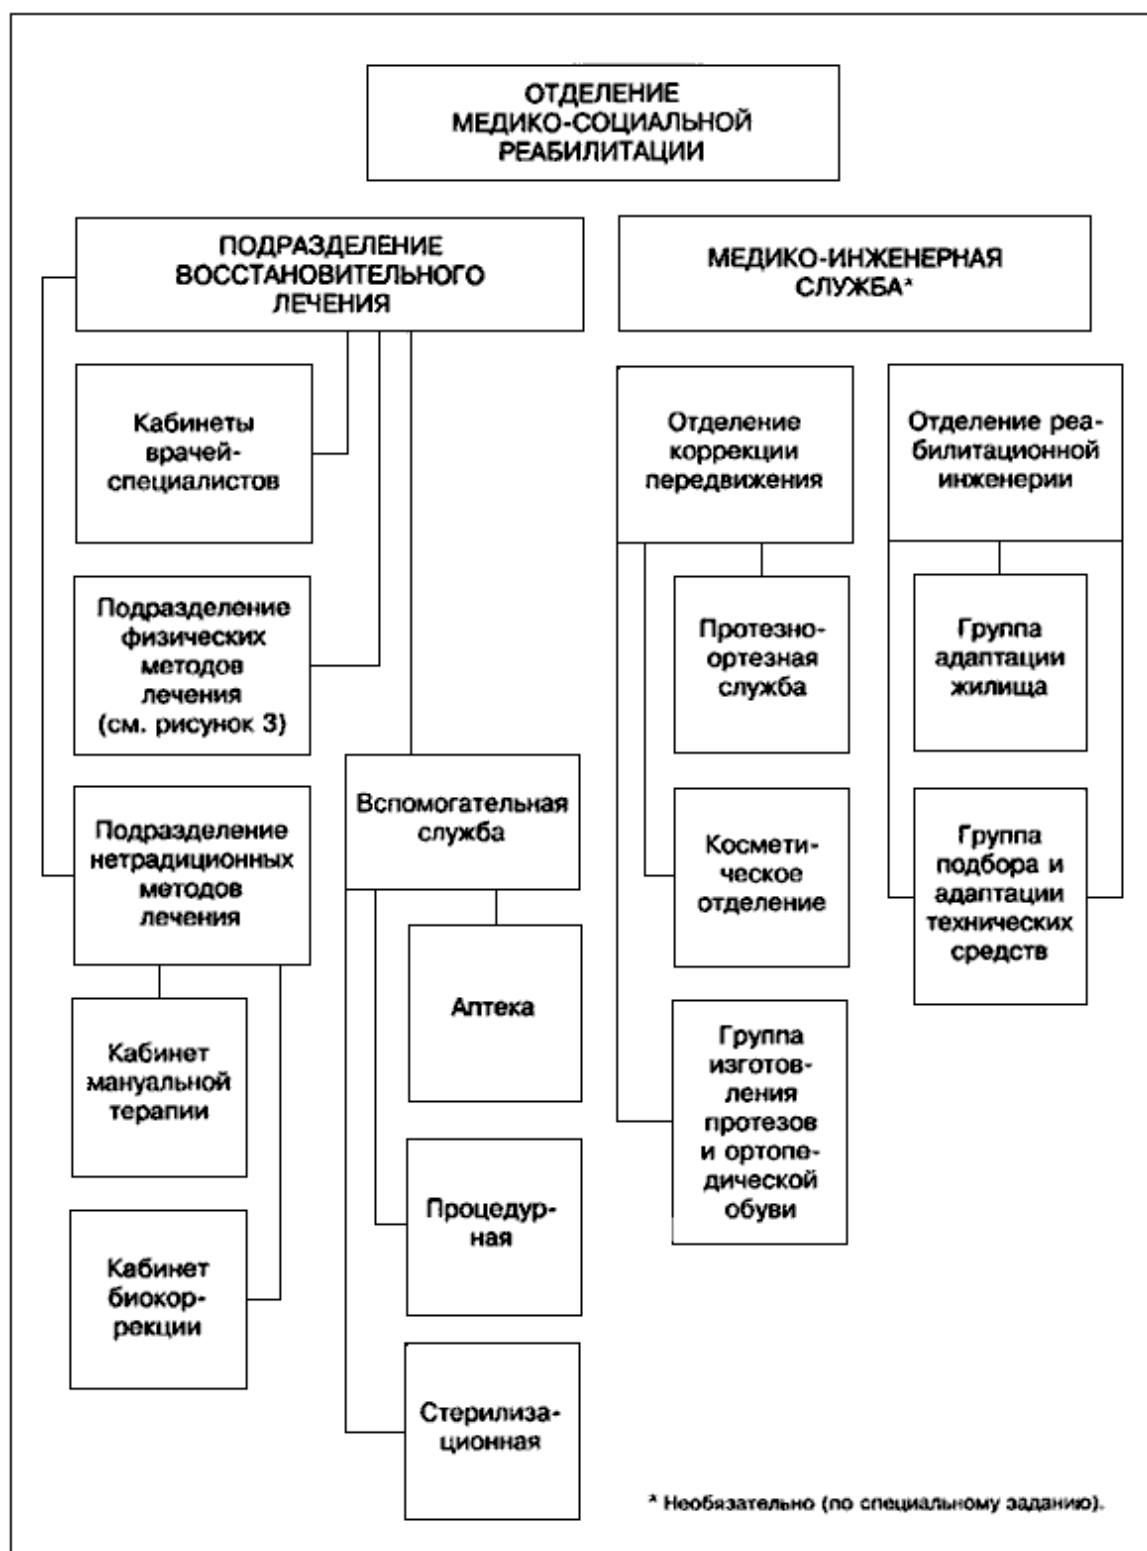 ОТДЕЛЕНИЕ
МЕДИКО-СОЦИАЛЬНОЙ
РЕАБИЛИТАЦИИ
ПОДРАЗДЕЛЕНИЕ
ВОССТАНОВИТЕЛЬНОГО
ЛЕЧЕНИЯ
МЕДИКО-ИНЖЕНЕРНАЯ
СЛУЖБА*
Кабинеты
врачей-
специалистов
Подразделение
физических
методов
лечения
(см. рисунок 3)
Подразделение
нетрадиционных
методов
лечения
Кабинет
мануальной
терапии
Кабинет
биокор-
рекции
Вспомогательная
служба
Аптека
Процедур-
ная
Стерилиза-
ционная
Отделение
коррекции
передвижения
Протезно-
ортезная
служба
Космети-
ческое
отделение
Группа
изготов-
ления
протезов
и ортопе-
дической
обуви
Отделение реа-
билитационной
инженерии
Группа
адаптации
жилища
Группа
подбора и
адаптации
технических
средств
* Необязательно (по специальному заданию).